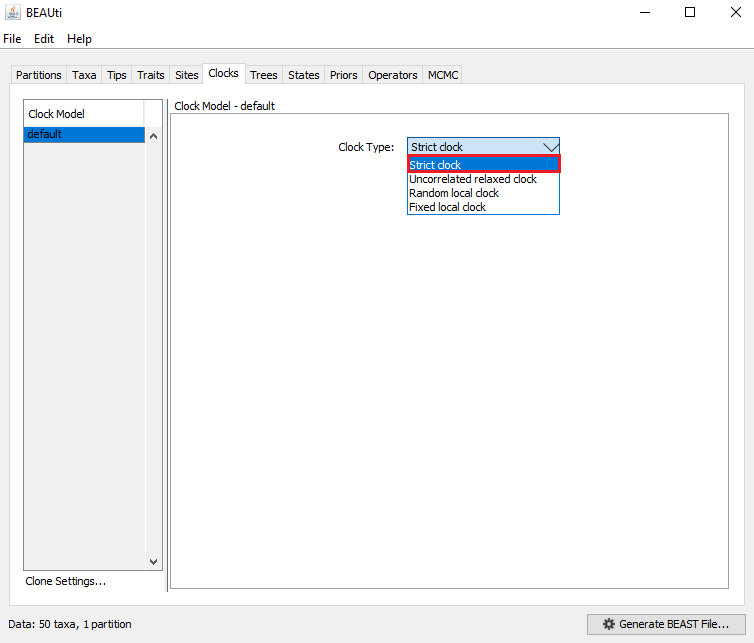 BEAUti
File Edit Help
Partitions Taxa Tips Traits Sites Clocks Trees States Priors Operators MCMC
Clock Model
default
Clone Settings...
Clock Model - default
Clock Type: Strict clock
Strict clock
Uncorrelated relaxed clock
Random local clock
Fixed local clock
Data: 50 taxa, 1 partition
Generate BEAST File...